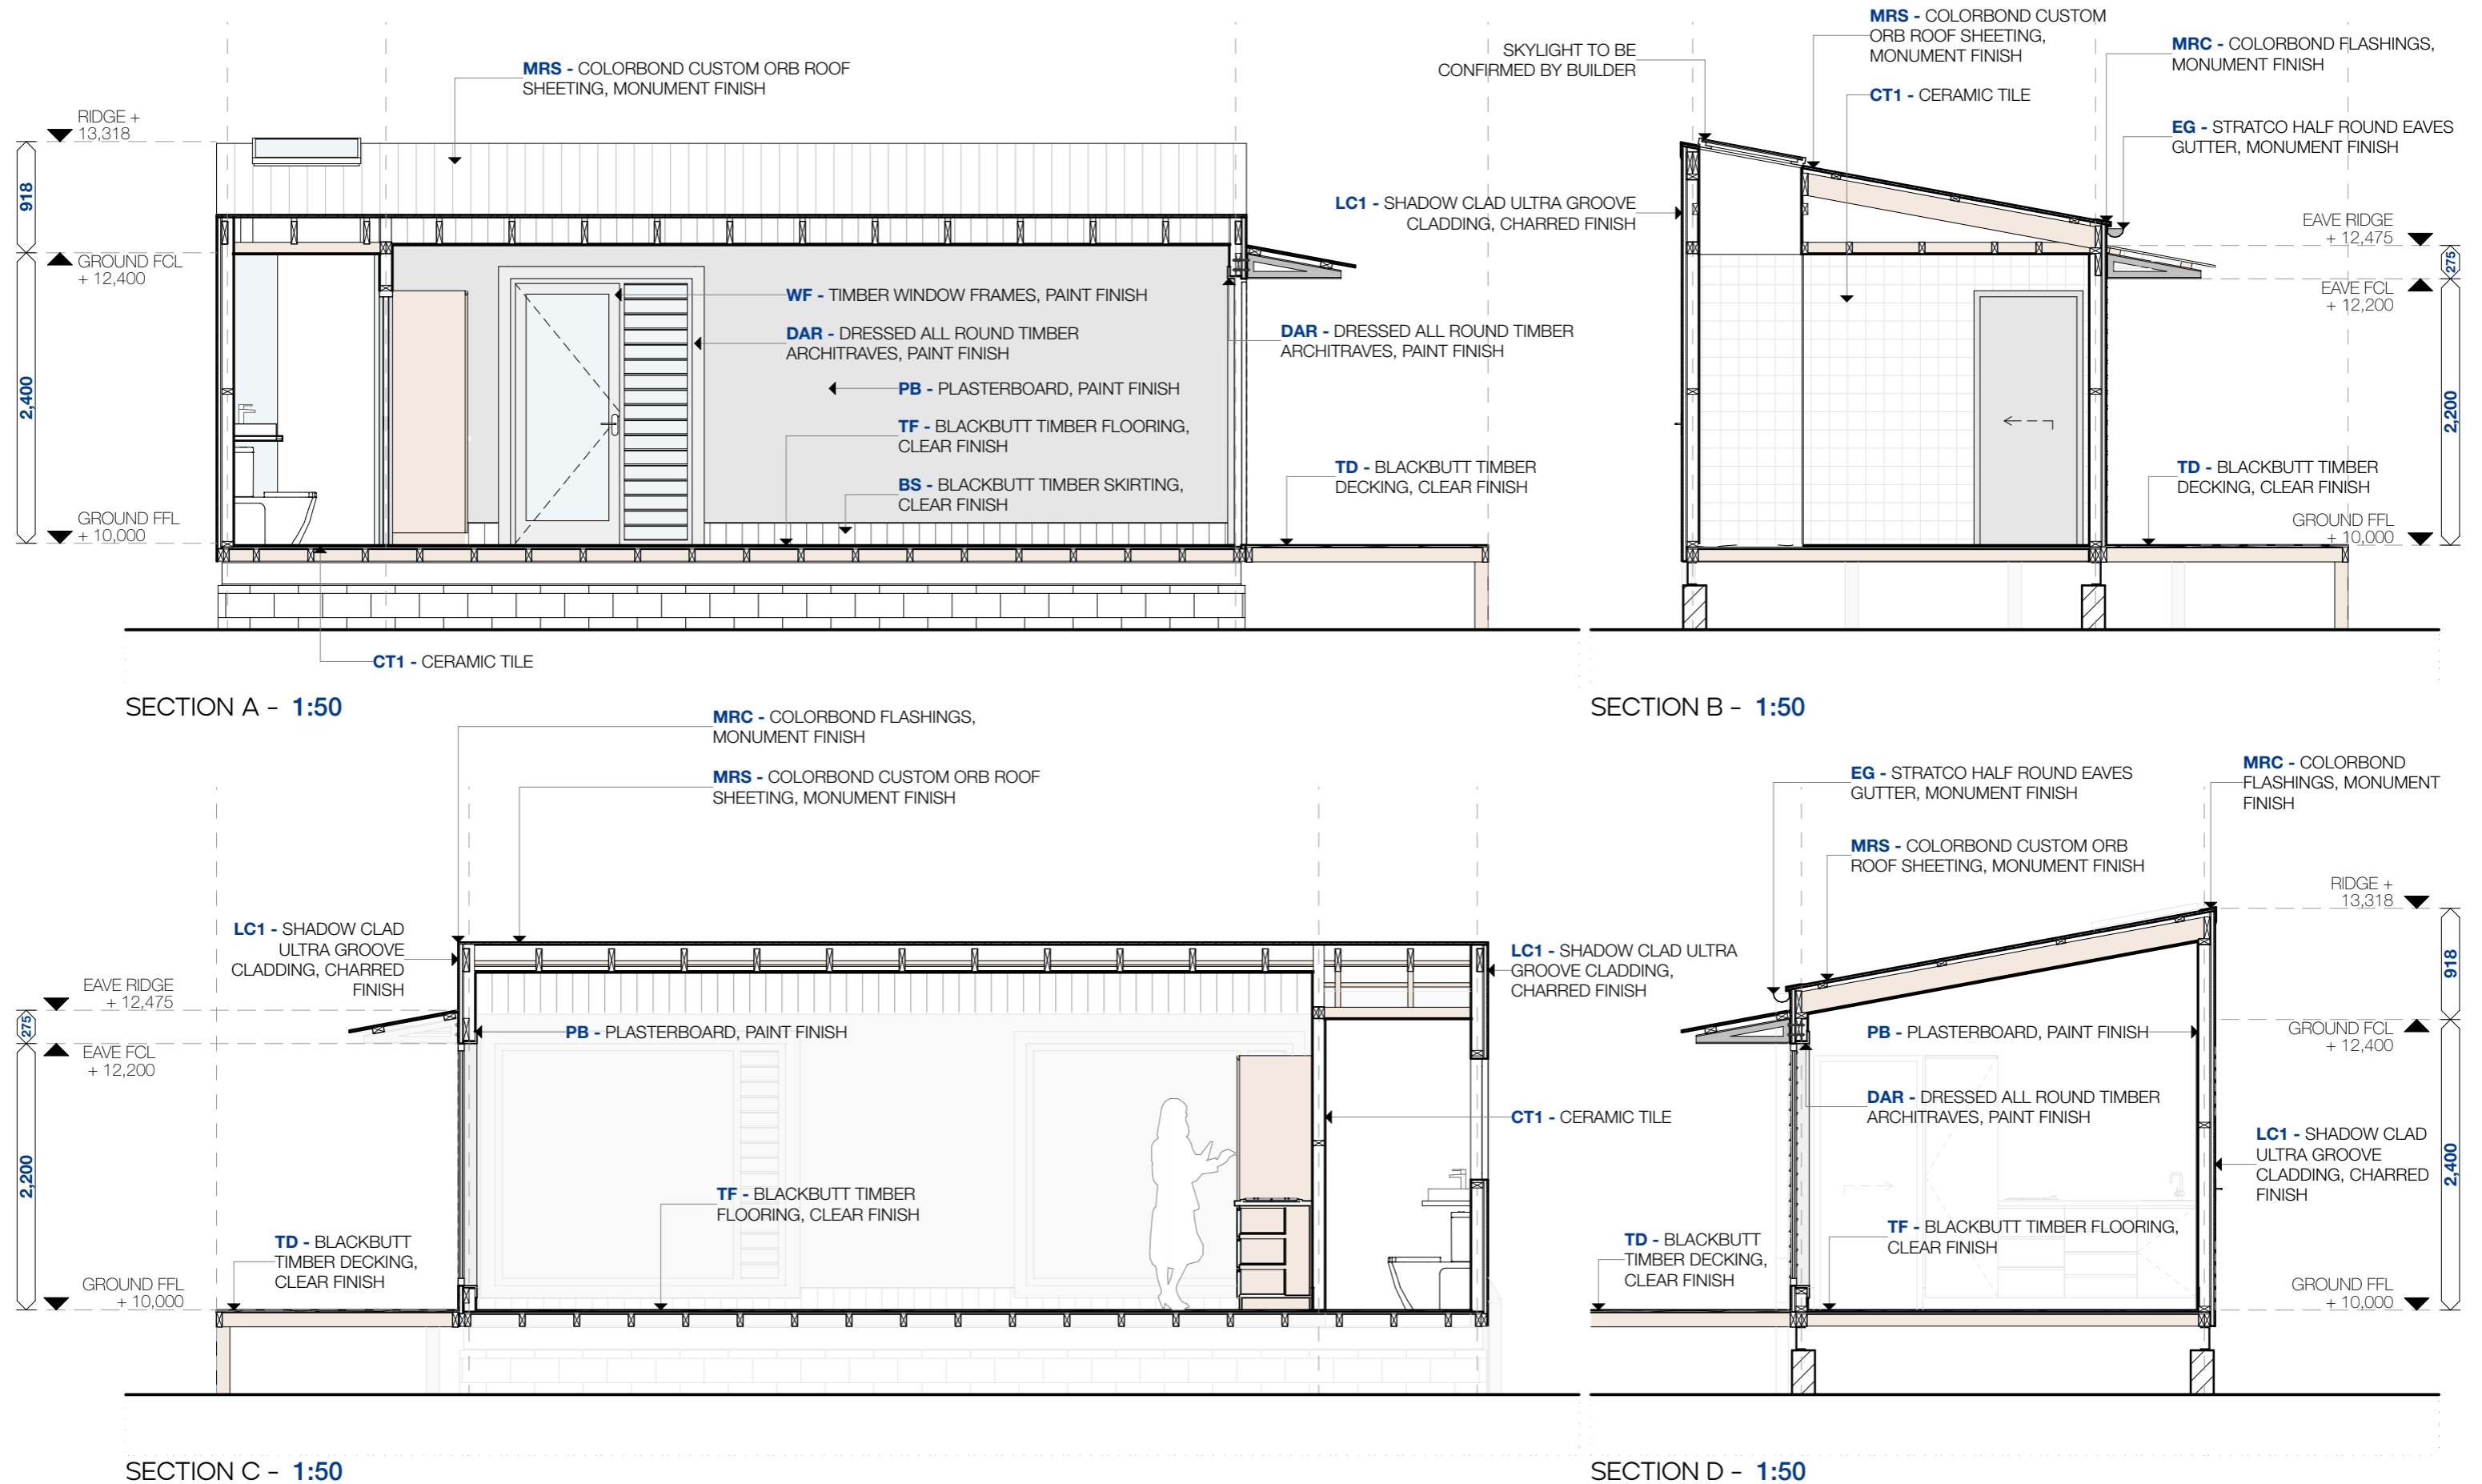 MRS - COLORBOND CUSTOM ORB ROOF
SHEETING, MONUMENT FINISH
RIDGE +
13,318
918
GROUND FCL
+ 12,400
2,400
GROUND FFL
+ 10,000
WF - TIMBER WINDOW FRAMES, PAINT FINISH
DAR - DRESSED ALL ROUND TIMBER
ARCHITRAVES, PAINT FINISH
PB - PLASTERBOARD, PAINT FINISH
TF - BLACKBUTT TIMBER FLOORING,
CLEAR FINISH
BS - BLACKBUTT TIMBER SKIRTING,
CLEAR FINISH
DAR - DRESSED ALL ROUND TIMBER
ARCHITRAVES, PAINT FINISH
TD - BLACKBUTT TIMBER
DECKING, CLEAR FINISH
CT1 - CERAMIC TILE
SECTION A - 1:50
SKYLIGHT TO BE
CONFIRMED BY BUILDER
MRS - COLORBOND CUSTOM
ORB ROOF SHEETING,
MONUMENT FINISH
CT1 - CERAMIC TILE
MRC - COLORBOND FLASHINGS,
MONUMENT FINISH
EG - STRATCO HALF ROUND EAVES
GUTTER, MONUMENT FINISH
LC1 - SHADOW CLAD ULTRA GROOVE
CLADDING, CHARRED FINISH
EAVE RIDGE
+ 12,475
275
EAVE FCL
+ 12,200
2,200
TD - BLACKBUTT TIMBER
DECKING, CLEAR FINISH
GROUND FFL
+ 10,000
SECTION B - 1:50
MRC - COLORBOND FLASHINGS,
MONUMENT FINISH
MRS - COLORBOND CUSTOM ORB ROOF
SHEETING, MONUMENT FINISH
LC1 - SHADOW CLAD
ULTRA GROOVE
CLADDING, CHARRED
FINISH
EAVE RIDGE
+ 12,475
275
EAVE FCL
+ 12,200
2,200
PB - PLASTERBOARD, PAINT FINISH
TF - BLACKBUTT TIMBER
FLOORING, CLEAR FINISH
TD - BLACKBUTT
TIMBER DECKING,
CLEAR FINISH
GROUND FFL
+ 10,000
LC1 - SHADOW CLAD ULTRA
GROOVE CLADDING,
CHARRED FINISH
CT1 - CERAMIC TILE
SECTION C - 1:50
EG - STRATCO HALF ROUND EAVES
GUTTER, MONUMENT FINISH
MRS - COLORBOND CUSTOM ORB
ROOF SHEETING, MONUMENT FINISH
MRC - COLORBOND
FLASHINGS, MONUMENT
FINISH
RIDGE +
13,318
918
PB - PLASTERBOARD, PAINT FINISH
GROUND FCL
+ 12,400
DAR - DRESSED ALL ROUND TIMBER
ARCHITRAVES, PAINT FINISH
LC1 - SHADOW CLAD
ULTRA GROOVE
CLADDING, CHARRED
FINISH
2,400
TF - BLACKBUTT TIMBER FLOORING,
CLEAR FINISH
TD - BLACKBUTT
TIMBER DECKING,
CLEAR FINISH
GROUND FFL
+ 10,000
SECTION D - 1:50